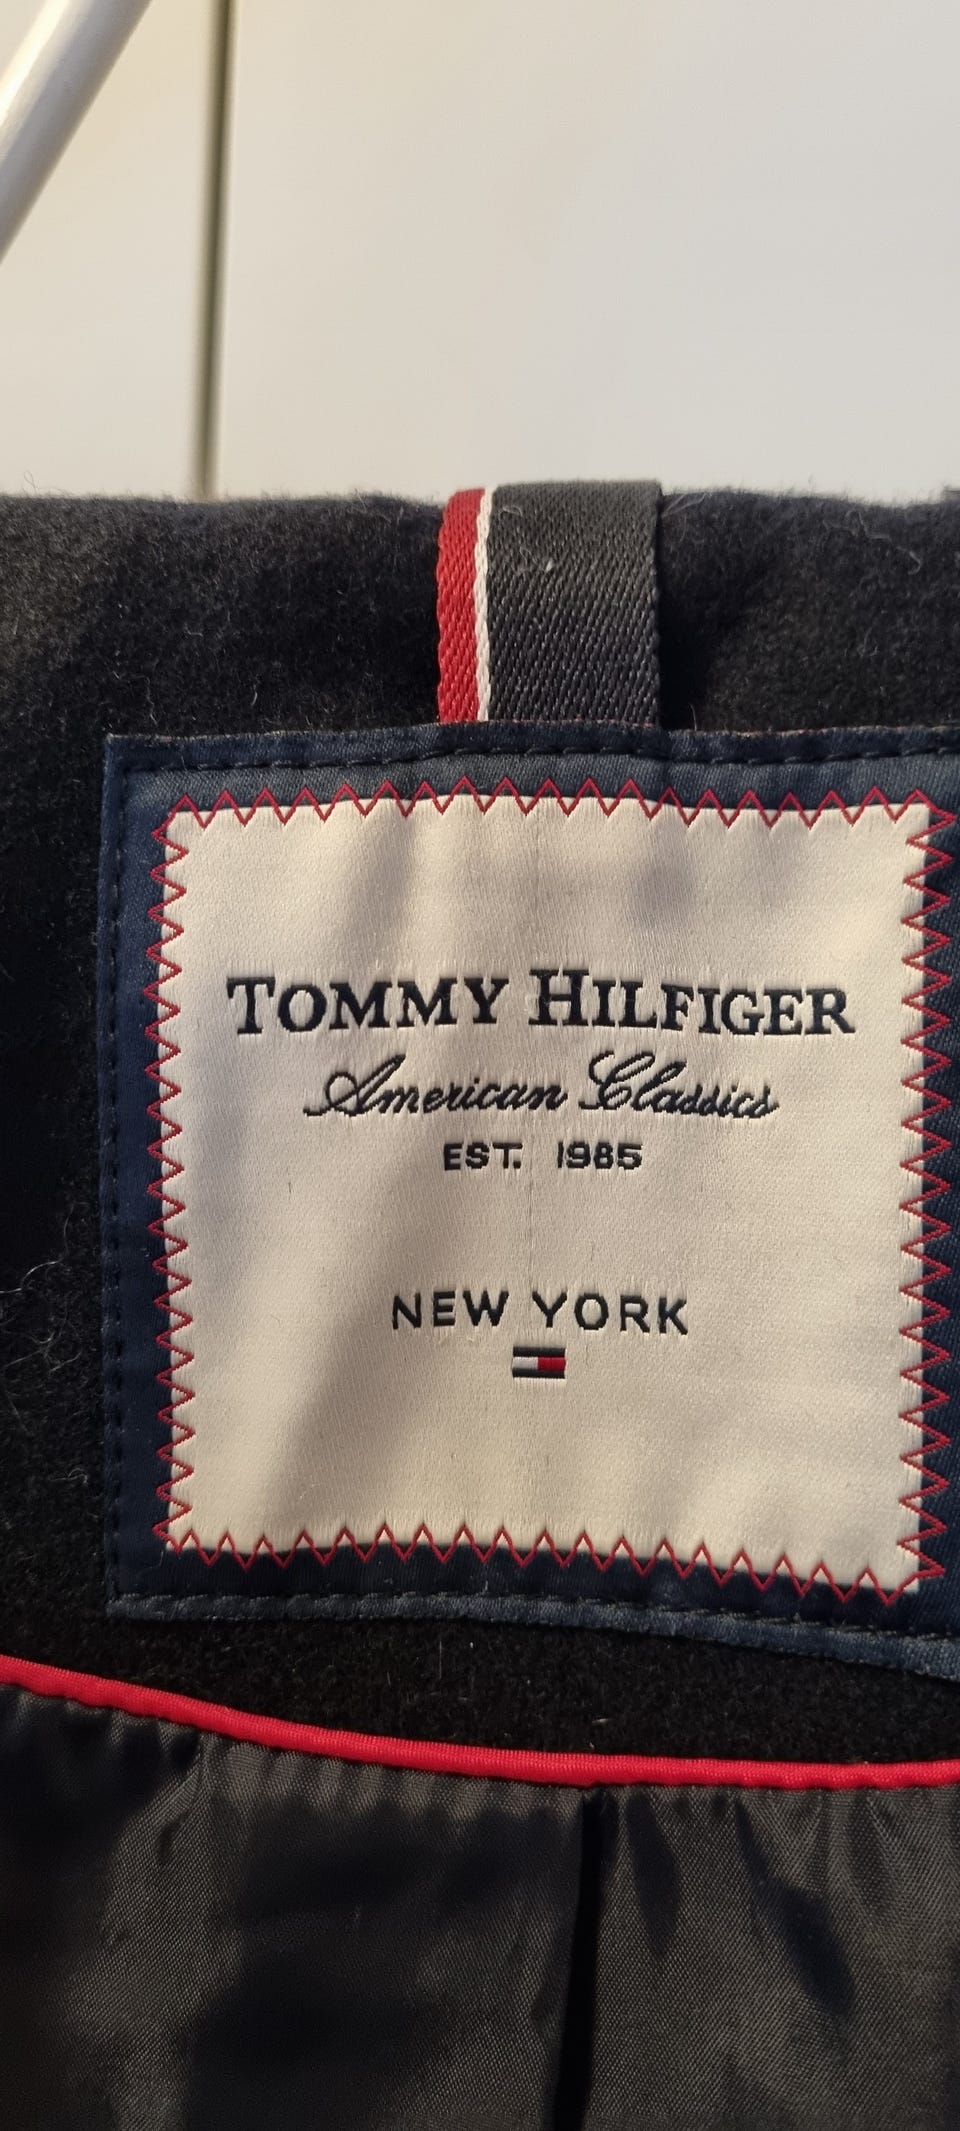 TOMMY HILFIGER
American Classics
EST. 1985
NEW YORK